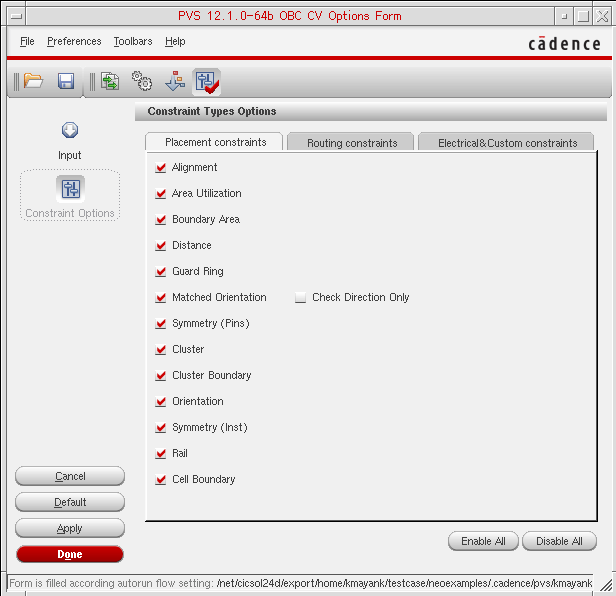 PVS 12.1.0-64b OBC CV Options Form
File Preferences Toolbars Help
cādence
Constraint Types Options
Input
Constraint Options
Placement constraints Routing constraints Electrical&Custom constraints
Alignment
Area Utilization
Boundary Area
Distance
Guard Ring
Matched Orientation Check Direction Only
Symmetry (Pins)
Cluster
Cluster Boundary
Orientation
Symmetry (Inst)
Rail
Cell Boundary
Cancel
Default
Apply
Done
Enable All Disable All
Form is filled according autorun flow setting: /net/cicsol24d/export/home/kmayank/testcase/neoexamples/.cadence/pvs/kmayank